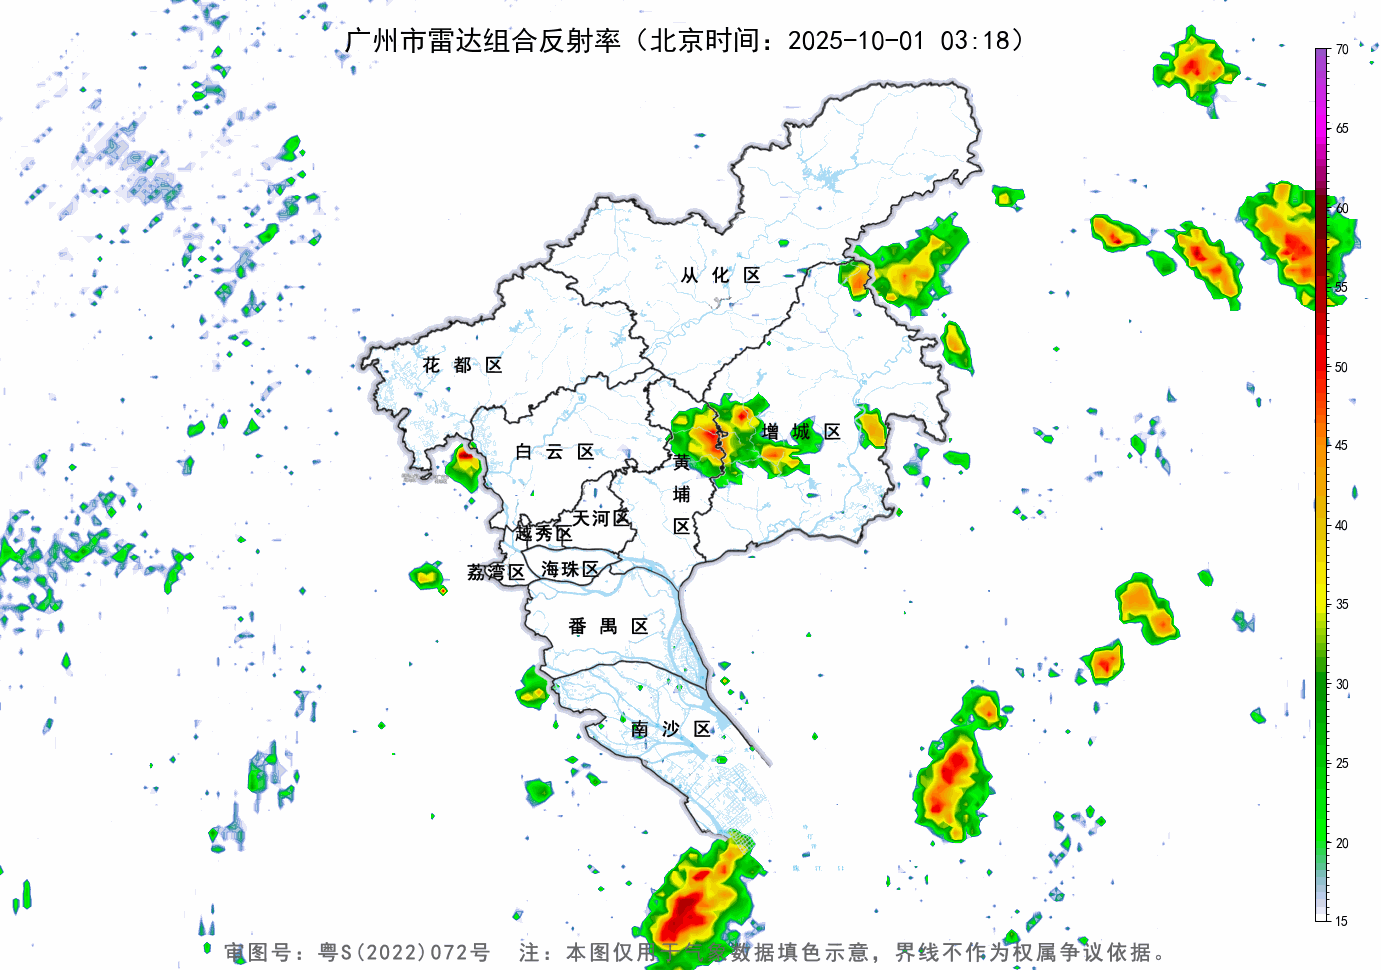 广州市雷达组合反射率（北京时间：2025-10-01 03:18）
70
65
60
55
50
45
40
35
30
25
20
15
从 化 区
花 都 区
白 云 区
增 城 区
黄
埔
区
天河区
越秀区
荔湾区
海珠区
番 禺 区
南 沙 区
审图号：粤S(2022)072号 注：本图仅用于气象数据填色示意，界线不作为权属争议依据。